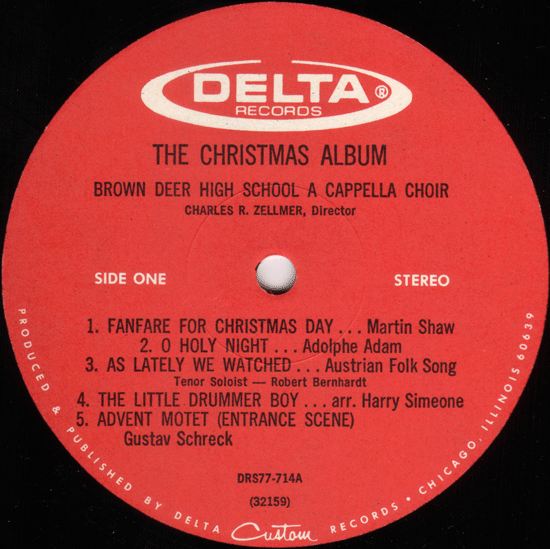 DELTA®
RECORDS
THE CHRISTMAS ALBUM
BROWN DEER HIGH SCHOOL A CAPPELLA CHOIR
CHARLES R. ZELLMER, Director
SIDE ONE STEREO
1. FANFARE FOR CHRISTMAS DAY . . . Martin Shaw
2. O HOLY NIGHT . . . Adolphe Adam
3. AS LATELY WE WATCHED . . . Austrian Folk Song
Tenor Soloist — Robert Bernhardt
4. THE LITTLE DRUMMER BOY . . . arr. Harry Simeone
5. ADVENT MOTET (ENTRANCE SCENE)
Gustav Schreck
DRS77-714A
(32159)
PRODUCED & PUBLISHED BY DELTA Custom RECORDS • CHICAGO, ILLINOIS 60639